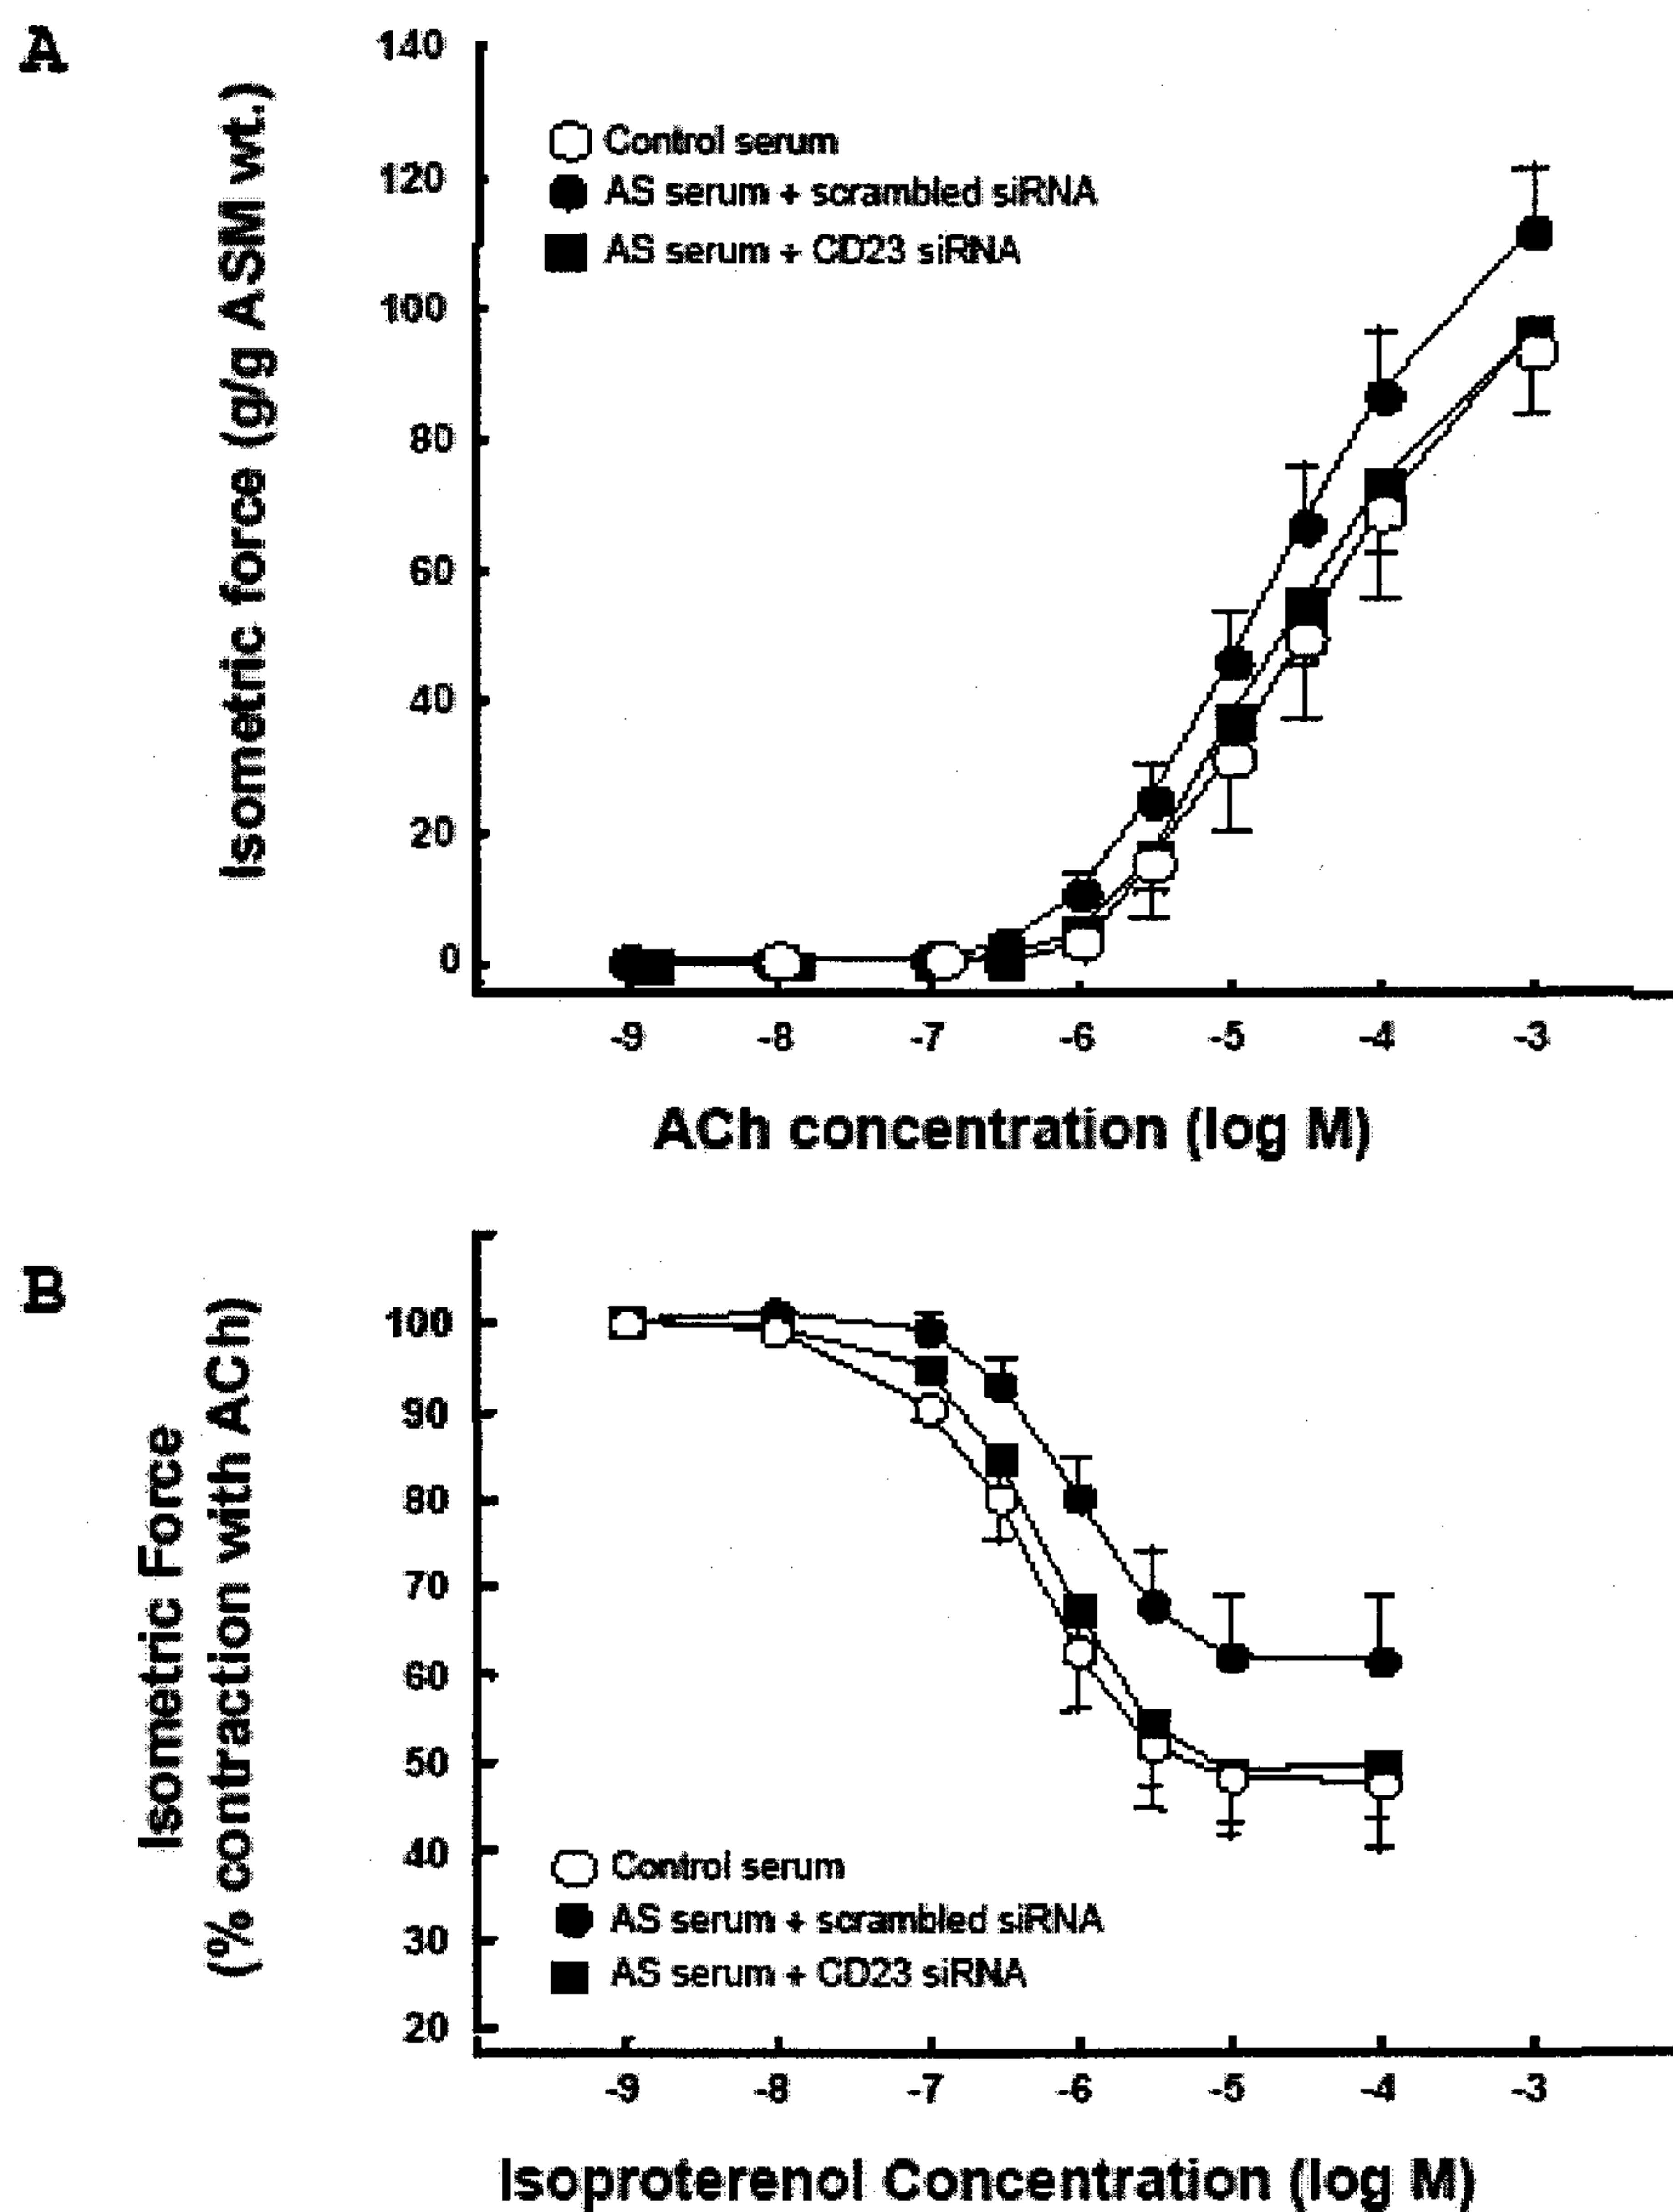 A
Isometric force (g/g ASM wt.)
140
120
100
80
60
40
20
0
Control serum
AS serum + scrambled siRNA
AS serum + CD23 siRNA
-9 -8 -7 -6 -5 -4 -3
ACh concentration (log M)
B
Isometric Force
(% contraction with ACh)
100
90
80
70
60
50
40
30
20
Control serum
AS serum + scrambled siRNA
AS serum + CD23 siRNA
-9 -8 -7 -6 -5 -4 -3
Isoproterenol Concentration (log M)